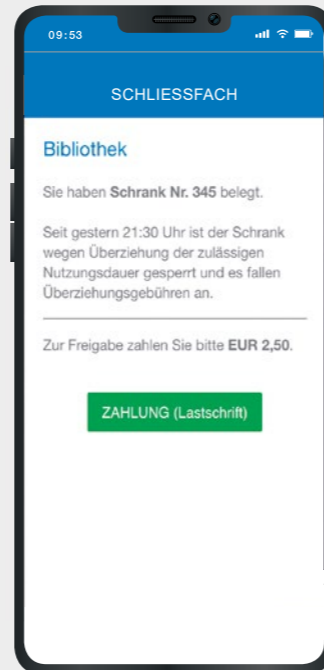 09:53
SCHLIESSFACH
Bibliothek
Sie haben Schrank Nr. 345 belegt.
Seit gestern 21:30 Uhr ist der Schrank
wegen Überziehung der zulässigen
Nutzungsdauer gesperrt und es fallen
Überziehungsgebühren an.
Zur Freigabe zahlen Sie bitte EUR 2,50.
ZAHLUNG (Lastschrift)